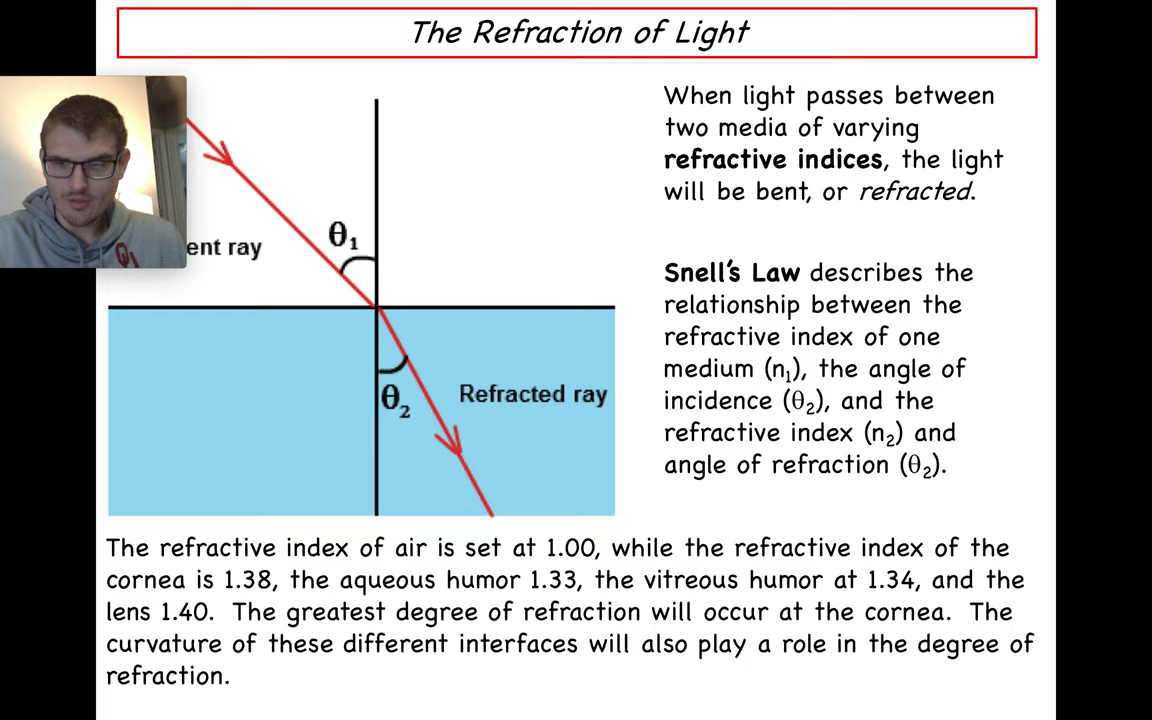 The Refraction of Light
When light passes between
two media of varying
refractive indices, the light
will be bent, or refracted.
θ₁
ent ray
Snell's Law describes the
relationship between the
refractive index of one
medium (n₁), the angle of
incidence (θ₂), and the
refractive index (n₂) and
angle of refraction (θ₂).
θ₂
Refracted ray
The refractive index of air is set at 1.00, while the refractive index of the
cornea is 1.38, the aqueous humor 1.33, the vitreous humor at 1.34, and the
lens 1.40. The greatest degree of refraction will occur at the cornea. The
curvature of these different interfaces will also play a role in the degree of
refraction.